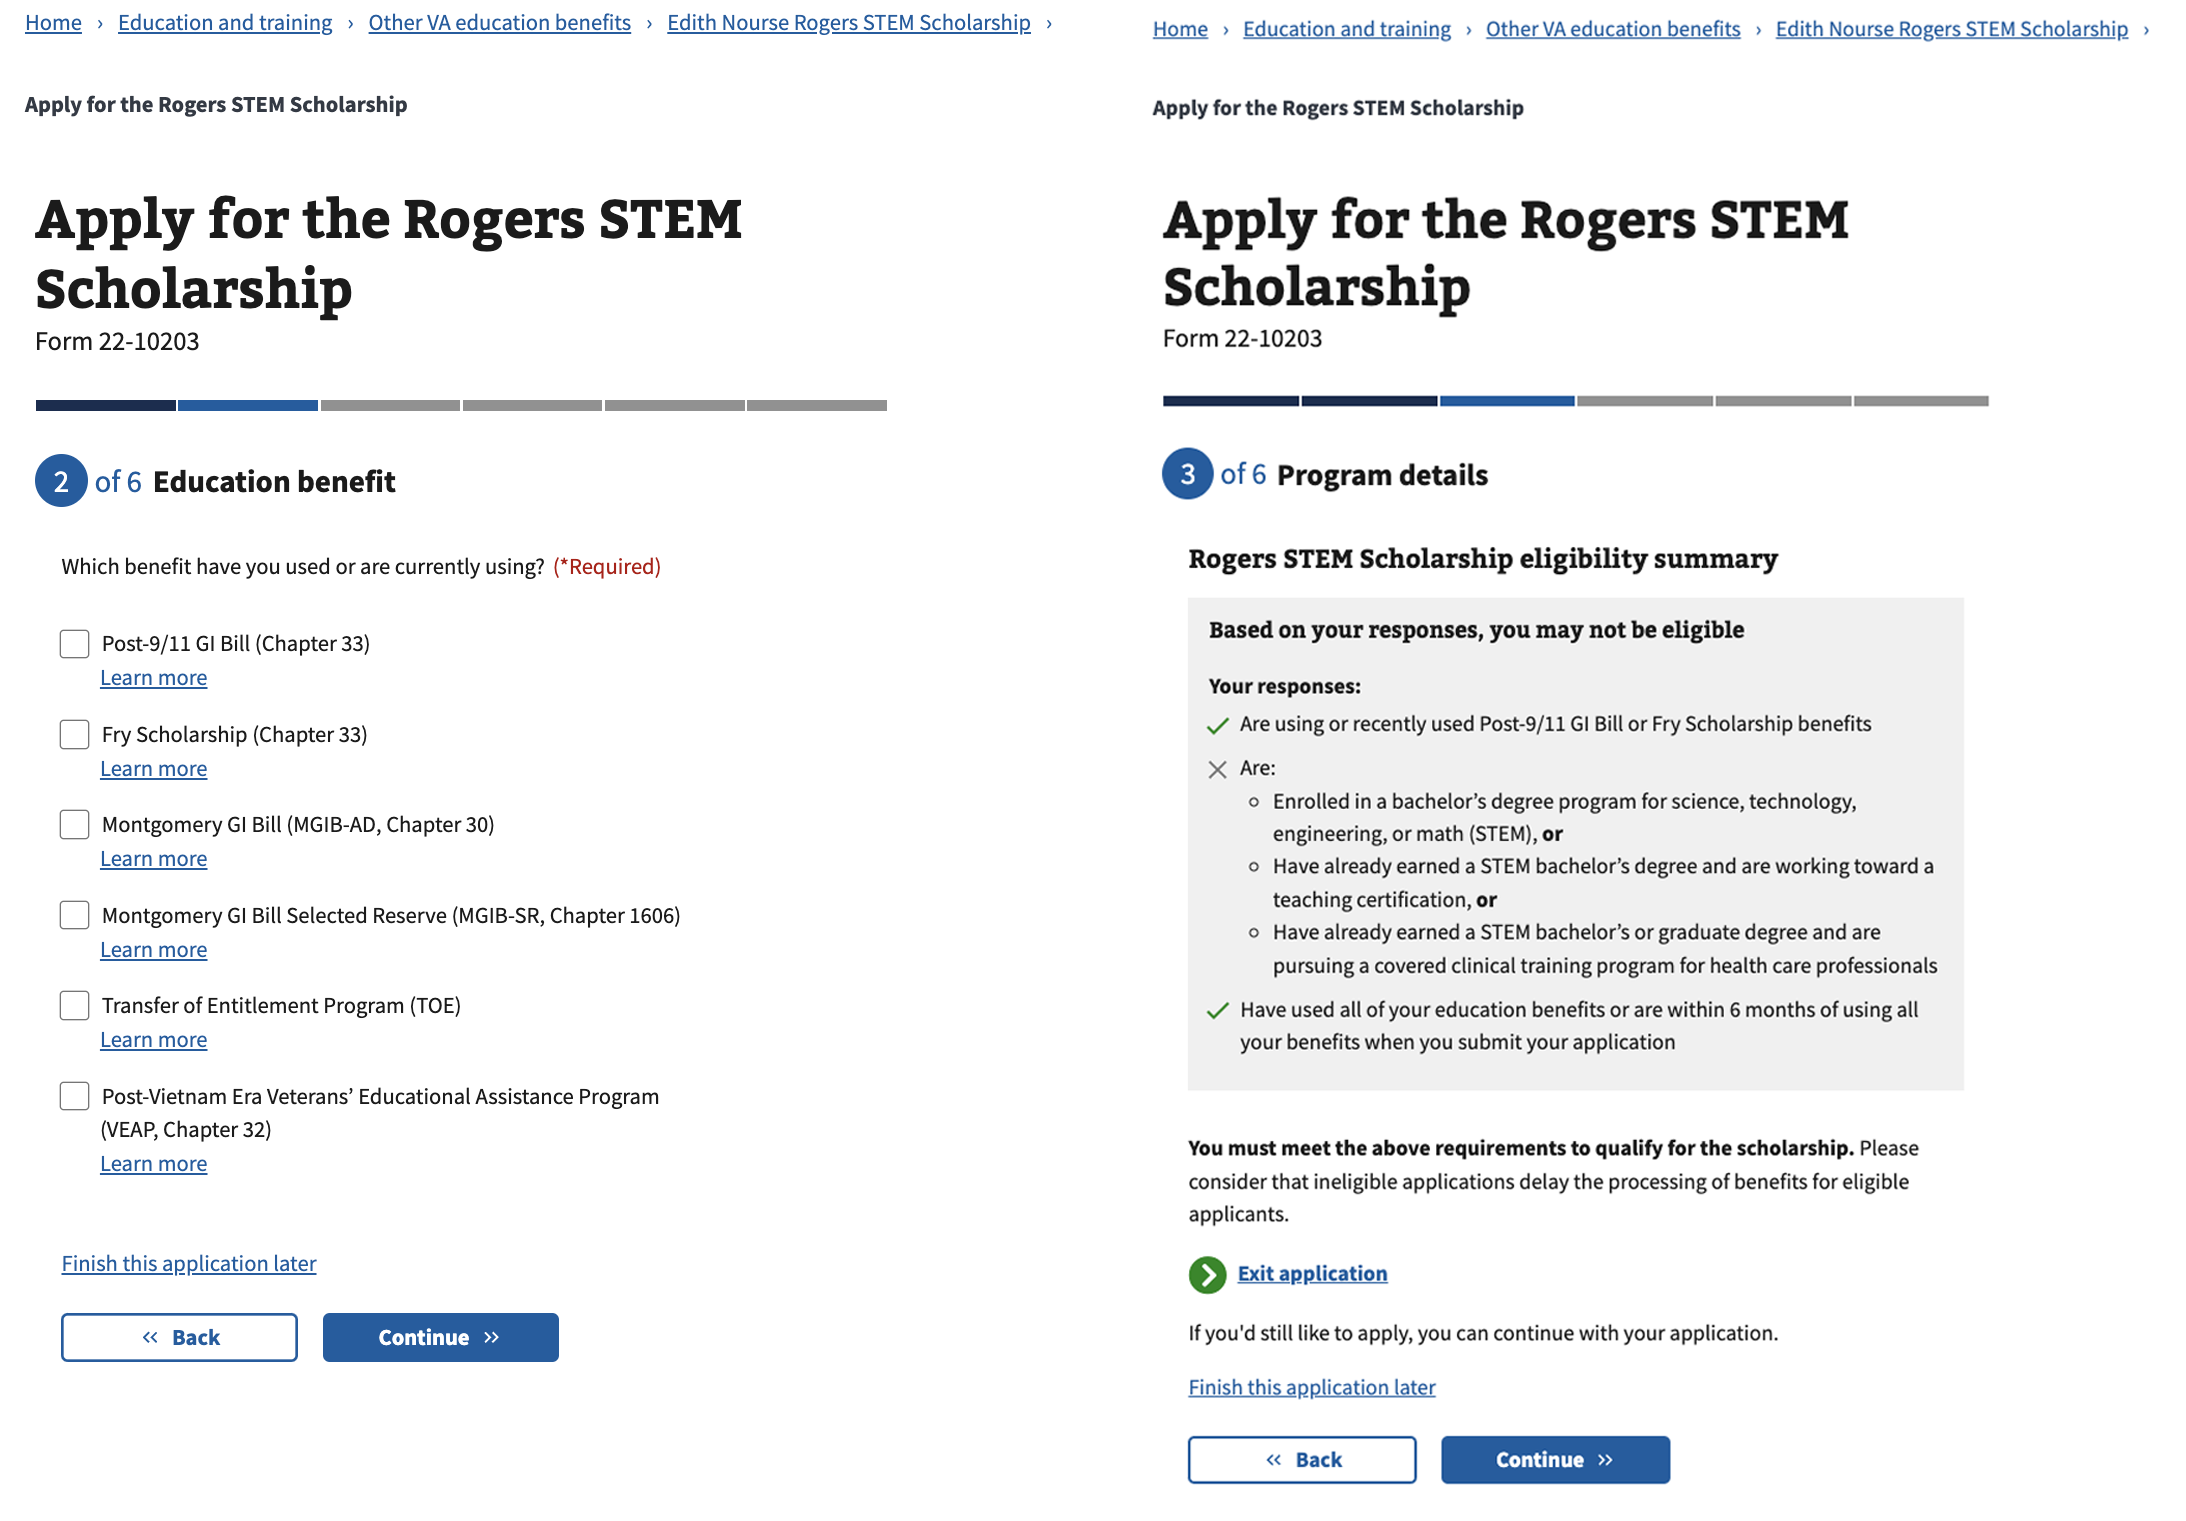 Home › Education and training › Other VA education benefits › Edith Nourse Rogers STEM Scholarship ›
Apply for the Rogers STEM Scholarship
Apply for the Rogers STEM
Scholarship
Form 22-10203
2 of 6 Education benefit
Which benefit have you used or are currently using? (*Required)
Post-9/11 GI Bill (Chapter 33)
Learn more
Fry Scholarship (Chapter 33)
Learn more
Montgomery GI Bill (MGIB-AD, Chapter 30)
Learn more
Montgomery GI Bill Selected Reserve (MGIB-SR, Chapter 1606)
Learn more
Transfer of Entitlement Program (TOE)
Learn more
Post-Vietnam Era Veterans’ Educational Assistance Program
(VEAP, Chapter 32)
Learn more
Finish this application later
« Back
Continue »
Home › Education and training › Other VA education benefits › Edith Nourse Rogers STEM Scholarship ›
Apply for the Rogers STEM Scholarship
Apply for the Rogers STEM
Scholarship
Form 22-10203
3 of 6 Program details
Rogers STEM Scholarship eligibility summary
Based on your responses, you may not be eligible
Your responses:
Are using or recently used Post-9/11 GI Bill or Fry Scholarship benefits
Are:
Enrolled in a bachelor’s degree program for science, technology,
engineering, or math (STEM), or
Have already earned a STEM bachelor’s degree and are working toward a
teaching certification, or
Have already earned a STEM bachelor’s or graduate degree and are
pursuing a covered clinical training program for health care professionals
Have used all of your education benefits or are within 6 months of using all
your benefits when you submit your application
You must meet the above requirements to qualify for the scholarship. Please
consider that ineligible applications delay the processing of benefits for eligible
applicants.
Exit application
If you'd still like to apply, you can continue with your application.
Finish this application later
« Back
Continue »